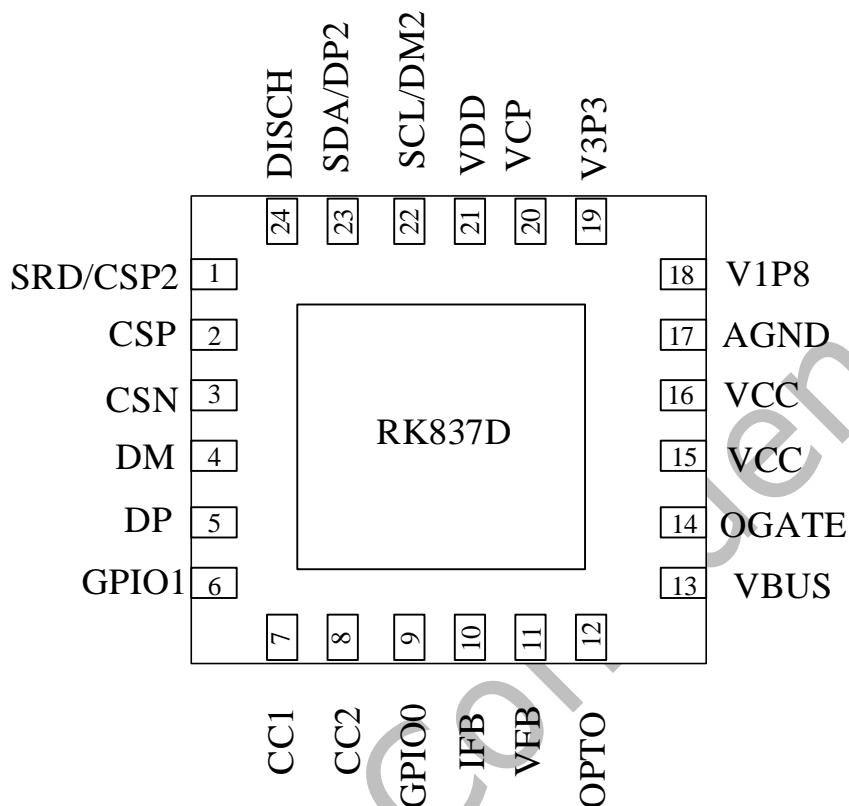 DISCH
SDA/DP2
SCL/DM2
VDD
VCP
V3P3
24
23
22
21
20
19
SRD/CSP2 1
CSP 2
CSN 3
DM 4
DP 5
GPIO1 6
RK837D
18 V1P8
17 AGND
16 VCC
15 VCC
14 OGATE
13 VBUS
7
8
9
10
11
12
CC1
CC2
GPIO0
IFB
VFB
OPTO